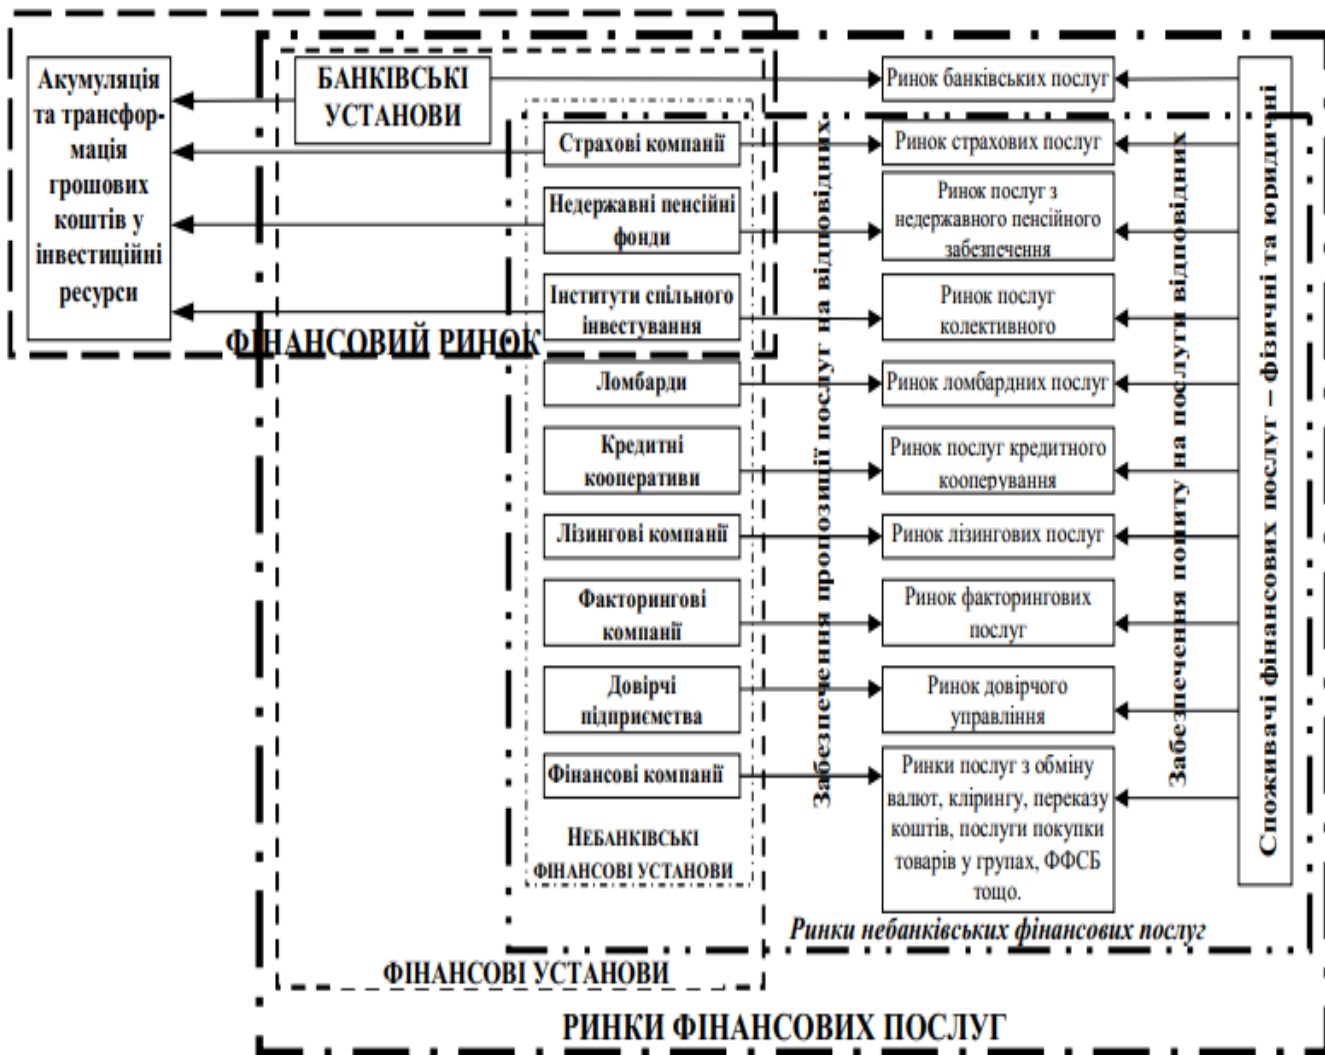 Акумуляція
та трансфор-
мація
грошових
коштів у
інвестиційні
ресурси
БАНКІВСЬКІ
УСТАНОВИ
Страхові компанії
Недержавні пенсійні
фонди
Інститути спільного
інвестування
ФІНАНСОВИЙ РИНОК
Ломбарди
Кредитні
кооперативи
Лізингові компанії
Факторингові
компанії
Довірчі
підприємства
Фінансові компанії
НЕБАНКІВСЬКІ
ФІНАНСОВІ УСТАНОВИ
ФІНАНСОВІ УСТАНОВИ
Забезпечення пропозиції послуг на відповідних
Ринок банківських послуг
Ринок страхових послуг
Ринок послуг з
недержавного пенсійного
забезпечення
Ринок послуг
колективного
Ринок ломбардних послуг
Ринок послуг кредитного
кооперування
Ринок лізингових послуг
Ринок факторингових
послуг
Ринок довірчого
управління
Ринки послуг з обміну
валют, клірингу, переказу
коштів, послуги покупки
товарів у групах, ФФСБ
тощо.
Забезпечення попиту на послуги відповідних
Споживачі фінансових послуг – фізичні та юридичні
Ринки небанківських фінансових послуг
РИНКИ ФІНАНСОВИХ ПОСЛУГ